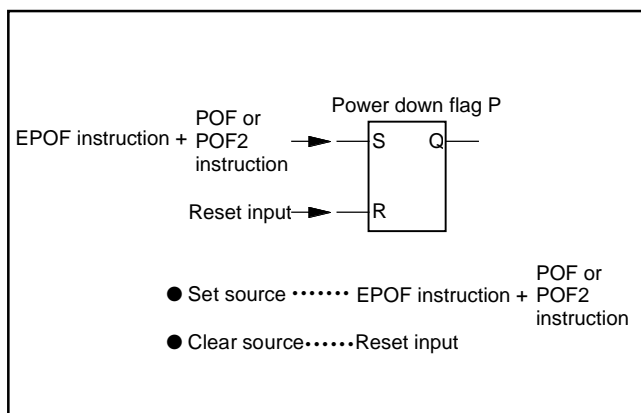 Power down flag P
EPOF instruction + POF or POF2 instruction
S Q
Reset input
R
● Set source ······· EPOF instruction + POF or POF2 instruction
● Clear source ······ Reset input